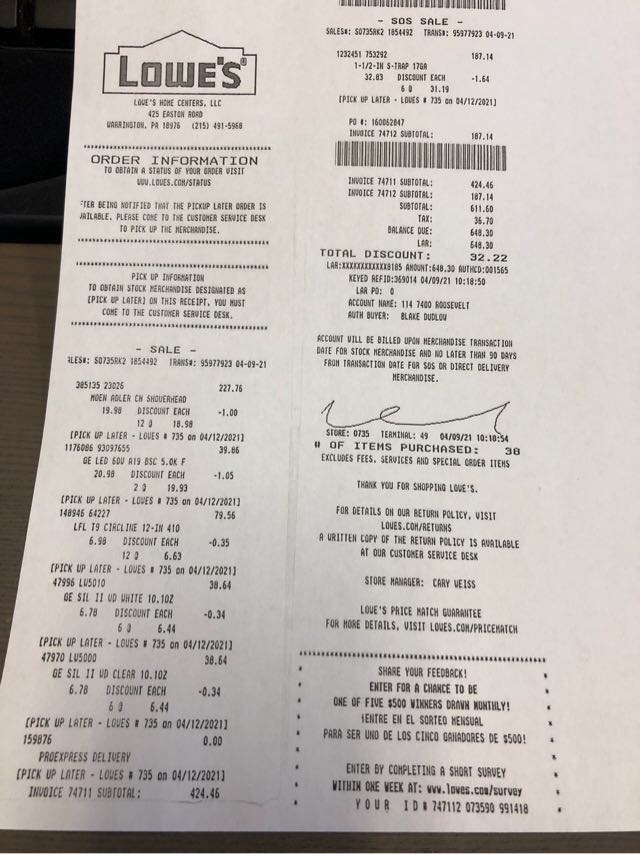 LOWE'S®
LOWE'S HOME CENTERS, LLC
425 EASTON ROAD
WARRINGTON, PA 18976 (215) 491-5968
ORDER INFORMATION
TO OBTAIN A STATUS OF YOUR ORDER VISIT
WWW.LOWES.COM/STATUS
TER BEING NOTIFIED THAT THE PICKUP LATER ORDER IS
AILABLE, PLEASE COME TO THE CUSTOMER SERVICE DESK
TO PICK UP THE MERCHANDISE.
PICK UP INFORMATION
TO OBTAIN STOCK MERCHANDISE DESIGNATED AS
[PICK UP LATER] ON THIS RECEIPT, YOU MUST
COME TO THE CUSTOMER SERVICE DESK.
- SALE -
ALES#: S0735RK2 1854492 TRANS#: 95977923 04-09-21
385135 23026 227.76
MOEN ADLER CH SHOWERHEAD
19.98 DISCOUNT EACH -1.00
12 @ 18.98
[PICK UP LATER - LOWES # 735 on 04/12/2021]
1176086 93097655 39.86
GE LED 60W A19 BSC 5.0K F
20.98 DISCOUNT EACH -1.05
2 @ 19.93
[PICK UP LATER - LOWES # 735 on 04/12/2021]
148946 64227 79.56
LFL T9 CIRCLINE 12-IN 410
6.98 DISCOUNT EACH -0.35
12 @ 6.63
[PICK UP LATER - LOWES # 735 on 04/12/2021]
47996 LW5010 38.64
GE SIL II WD WHITE 10.1OZ
6.78 DISCOUNT EACH -0.34
6 @ 6.44
[PICK UP LATER - LOWES # 735 on 04/12/2021]
47970 LW5000 38.64
GE SIL II WD CLEAR 10.1OZ
6.78 DISCOUNT EACH -0.34
6 @ 6.44
[PICK UP LATER - LOWES # 735 on 04/12/2021]
159876 0.00
PROEXPRESS DELIVERY
[PICK UP LATER - LOWES # 735 on 04/12/2021]
INVOICE 74711 SUBTOTAL: 424.46
- SOS SALE -
SALES#: S0735RK2 1854492 TRANS#: 95977923 04-09-21
1232451 753292 187.14
1-1/2-IN S-TRAP 17GA
32.83 DISCOUNT EACH -1.64
6 @ 31.19
[PICK UP LATER - LOWES # 735 on 04/12/2021]
PO #: 160062847
INVOICE 74712 SUBTOTAL: 187.14
INVOICE 74711 SUBTOTAL: 424.46
INVOICE 74712 SUBTOTAL: 187.14
SUBTOTAL: 611.60
TAX: 36.70
BALANCE DUE: 648.30
LAR: 648.30
TOTAL DISCOUNT: 32.22
LAR:XXXXXXXXXXXX8185 AMOUNT:648.30 AUTHCD:001565
KEYED REFID:369014 04/09/21 10:18:50
LAR PO: 0
ACCOUNT NAME: 114 7400 ROOSEVELT
AUTH BUYER: BLAKE DUDLOW
ACCOUNT WILL BE BILLED UPON MERCHANDISE TRANSACTION
DATE FOR STOCK MERCHANDISE AND NO LATER THAN 90 DAYS
FROM TRANSACTION DATE FOR SOS OR DIRECT DELIVERY
MERCHANDISE.
STORE: 0735 TERMINAL: 49 04/09/21 10:18:54
# OF ITEMS PURCHASED: 38
EXCLUDES FEES, SERVICES AND SPECIAL ORDER ITEMS
THANK YOU FOR SHOPPING LOWE'S.
FOR DETAILS ON OUR RETURN POLICY, VISIT
LOWES.COM/RETURNS
A WRITTEN COPY OF THE RETURN POLICY IS AVAILABLE
AT OUR CUSTOMER SERVICE DESK
STORE MANAGER: CARY WEISS
LOWE'S PRICE MATCH GUARANTEE
FOR MORE DETAILS, VISIT LOWES.COM/PRICEMATCH
SHARE YOUR FEEDBACK!
ENTER FOR A CHANCE TO BE
ONE OF FIVE $500 WINNERS DRAWN MONTHLY!
¡ENTRE EN EL SORTEO MENSUAL
PARA SER UNO DE LOS CINCO GANADORES DE $500!
ENTER BY COMPLETING A SHORT SURVEY
WITHIN ONE WEEK AT: www.lowes.com/survey
YOUR ID# 747112 073590 991418